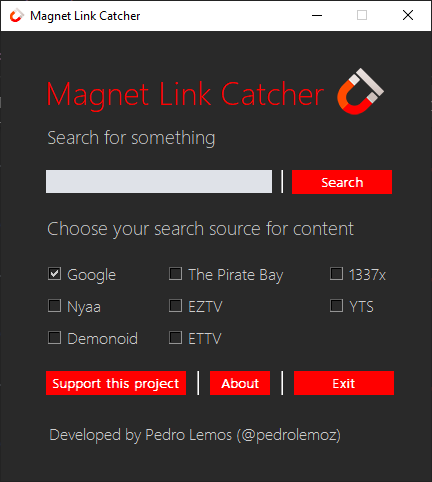 Magnet Link Catcher
Magnet Link Catcher
Search for something
Search
Choose your search source for content
Google The Pirate Bay 1337x
Nyaa EZTV YTS
Demonoid ETTV
Support this project About Exit
Developed by Pedro Lemos (@pedrolemoz)